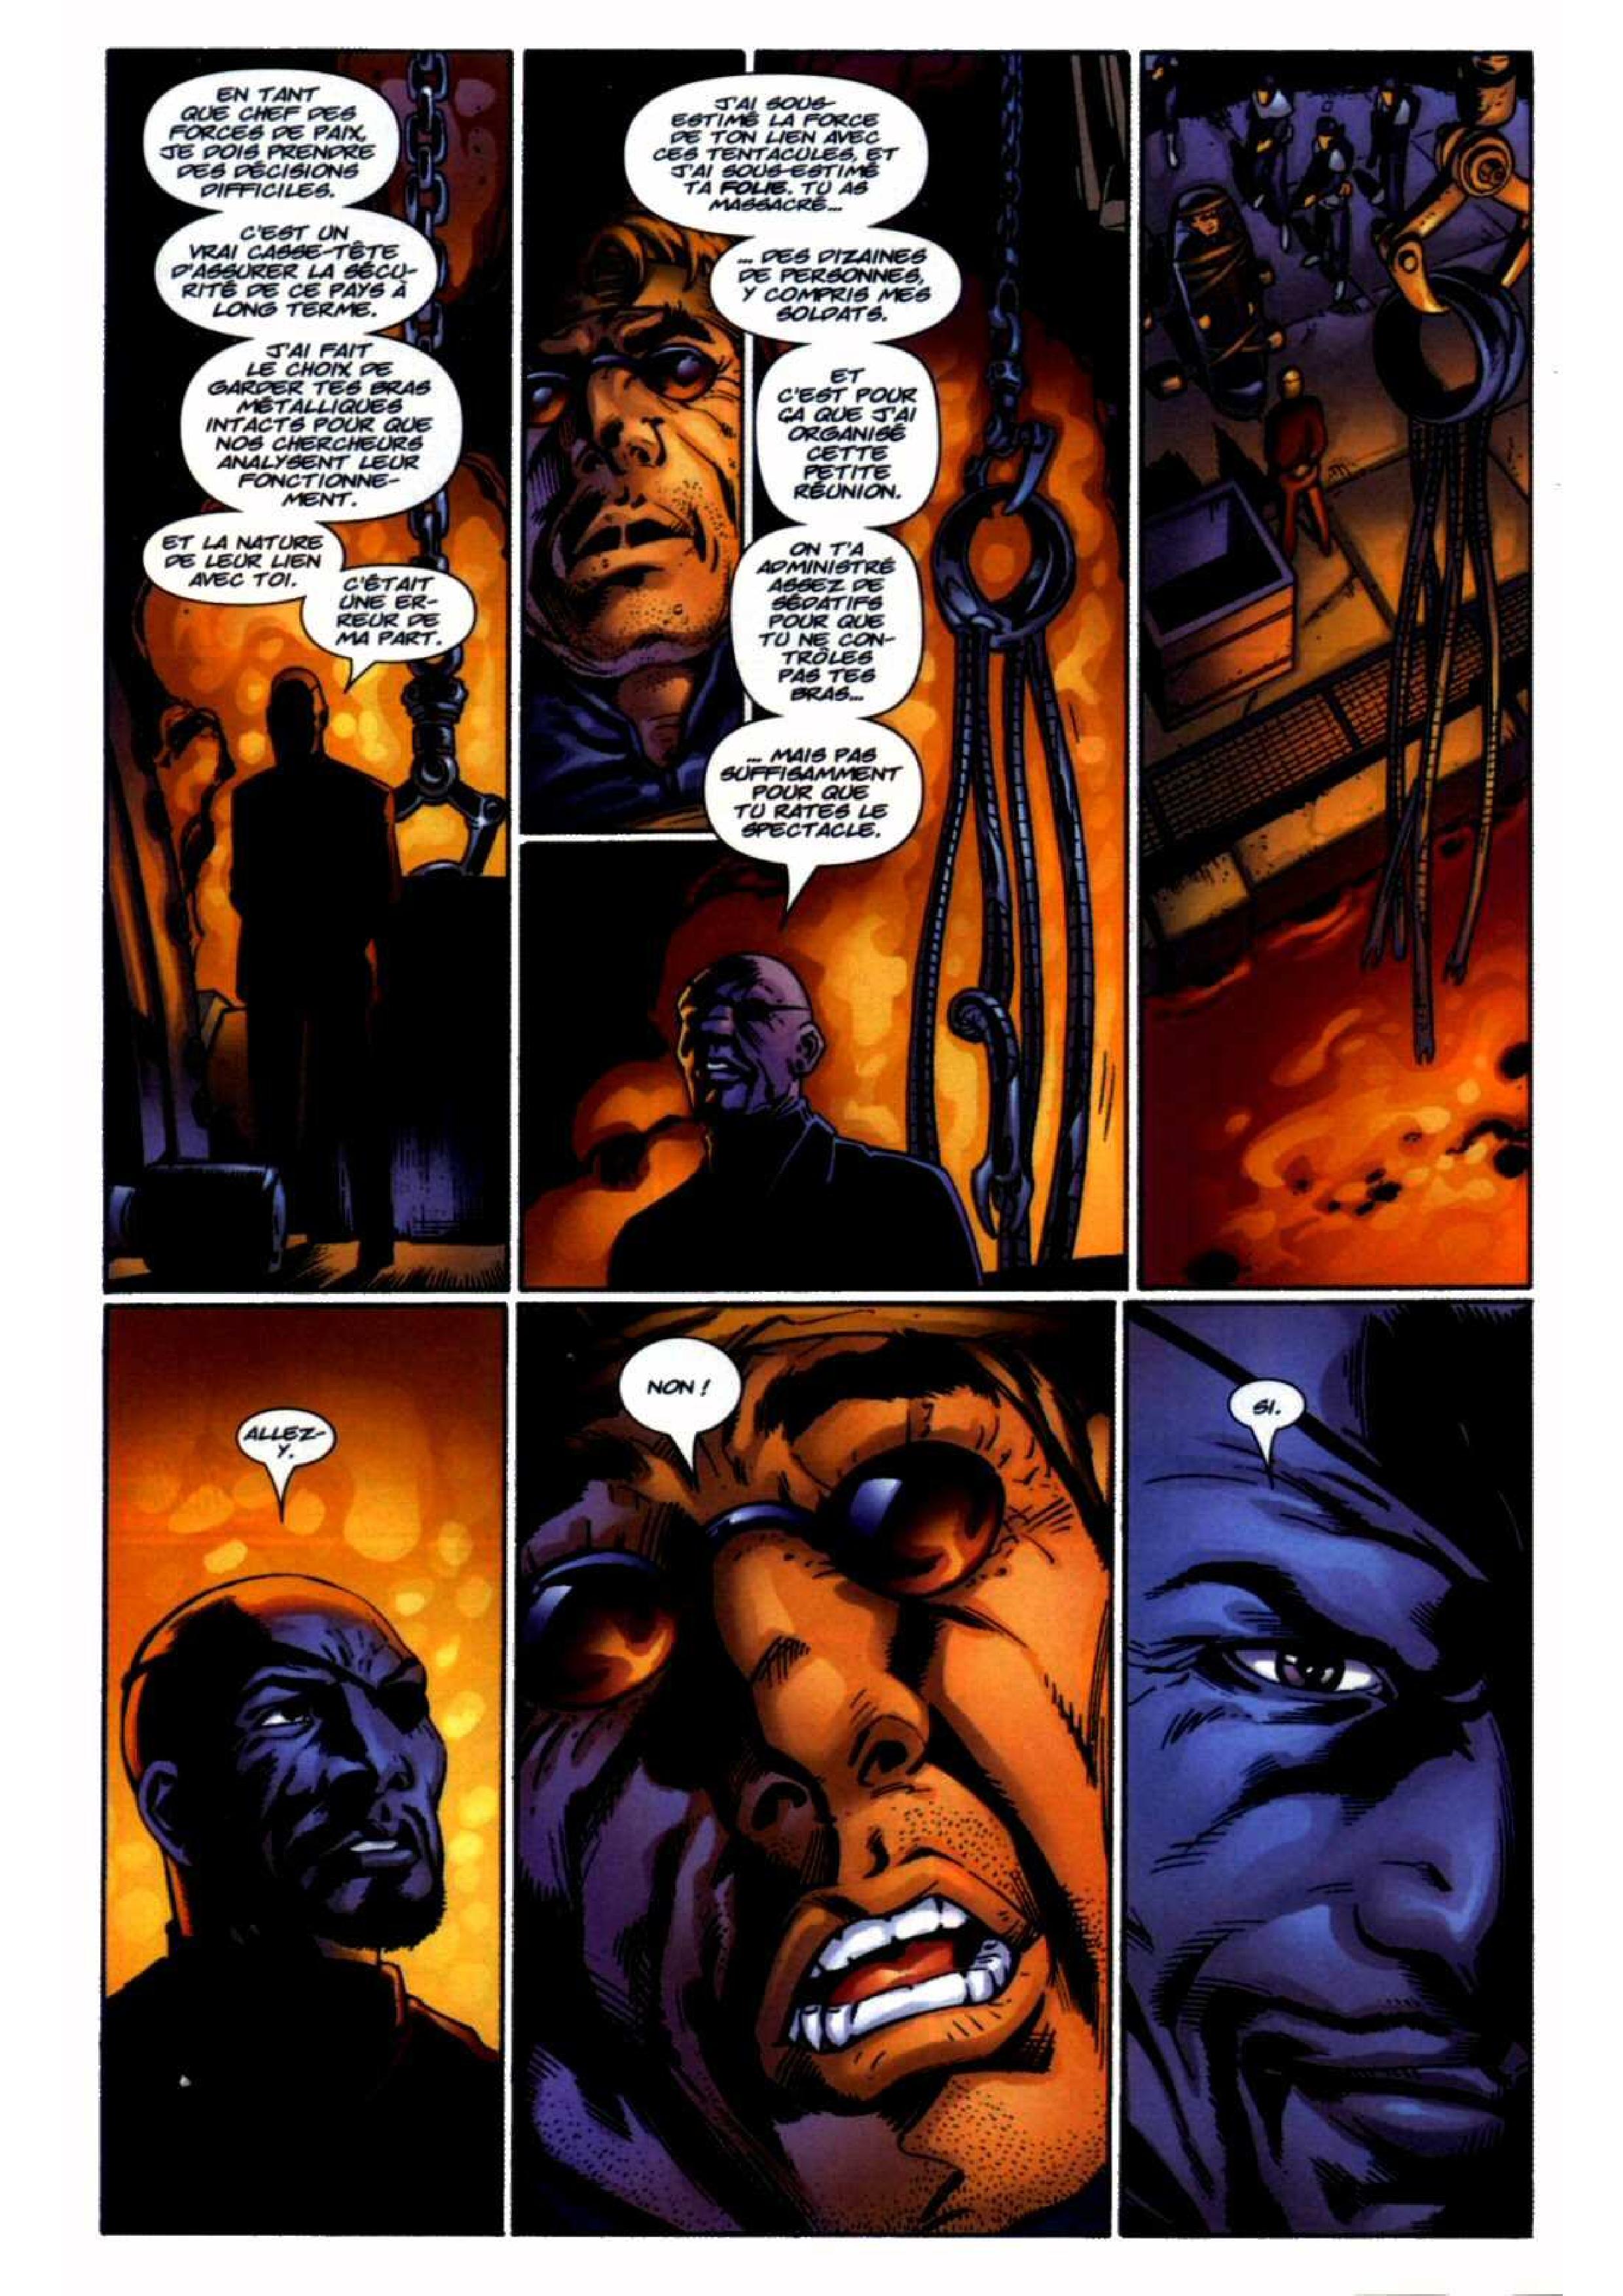 EN TANT
QUE CHEF DES
FORCES DE PAIX,
JE DOIS PRENDRE
DES DÉCISIONS
DIFFICILES.
C'EST UN
VRAI CASSE-TÊTE
D'ASSURER LA SÉCU-
RITÉ DE CE PAYS À
LONG TERME.
J'AI FAIT
LE CHOIX DE
GARDER TES BRAS
MÉTALLIQUES
INTACTS POUR QUE
NOS CHERCHEURS
ANALYSENT LEUR
FONCTIONNE-
MENT.
ET LA NATURE
DE LEUR LIEN
AVEC TOI.
C'ÉTAIT
UNE ER-
REUR DE
MA PART.
J'AI SOUS-
ESTIMÉ LA FORCE
DE TON LIEN AVEC
CES TENTACULES, ET
J'AI SOUS-ESTIMÉ
TA FOLIE. TU AS
MASSACRÉ...
... DES DIZAINES
DE PERSONNES,
Y COMPRIS MES
SOLDATS.
ET
C'EST POUR
ÇA QUE J'AI
ORGANISÉ
CETTE
PETITE
RÉUNION.
ON T'A
ADMINISTRÉ
ASSEZ DE
SÉDATIFS
POUR QUE
TU NE CON-
TRÔLES
PAS TES
BRAS...
... MAIS PAS
SUFFISAMMENT
POUR QUE
TU RATES LE
SPECTACLE.
ALLEZ-
Y.
NON !
SI.